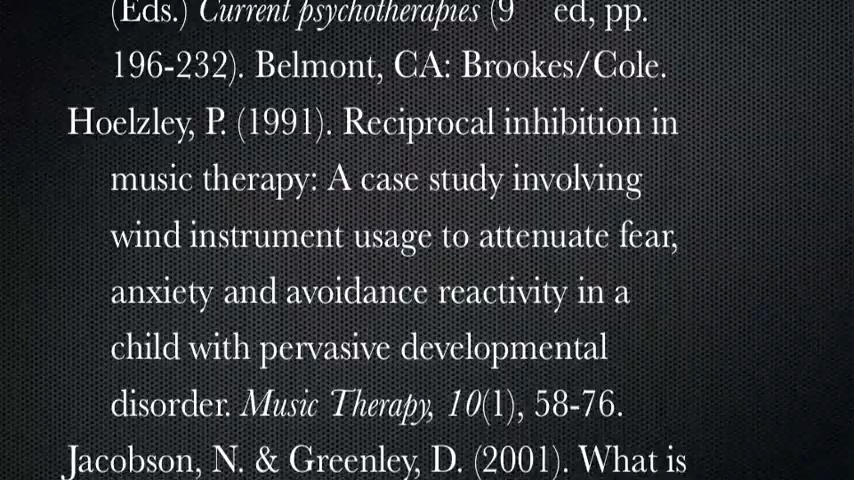 (Eds.) Current psychotherapies (9 ed, pp.
196-232). Belmont, CA: Brookes/Cole.
Hoelzley, P. (1991). Reciprocal inhibition in
music therapy: A case study involving
wind instrument usage to attenuate fear,
anxiety and avoidance reactivity in a
child with pervasive developmental
disorder. Music Therapy, 10(1), 58-76.
Jacobson, N. & Greenley, D. (2001). What is